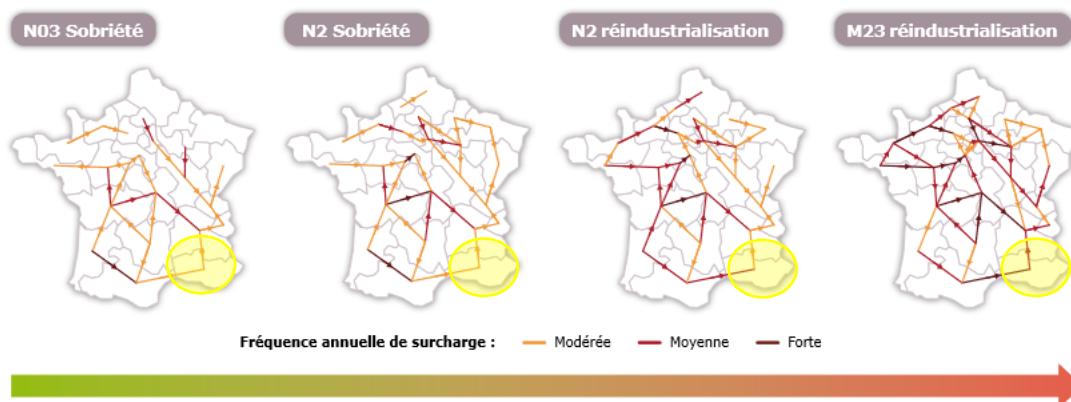 N03 Sobriété
N2 Sobriété
N2 réindustrialisation
M23 réindustrialisation
Fréquence annuelle de surcharge : Modérée Moyenne Forte